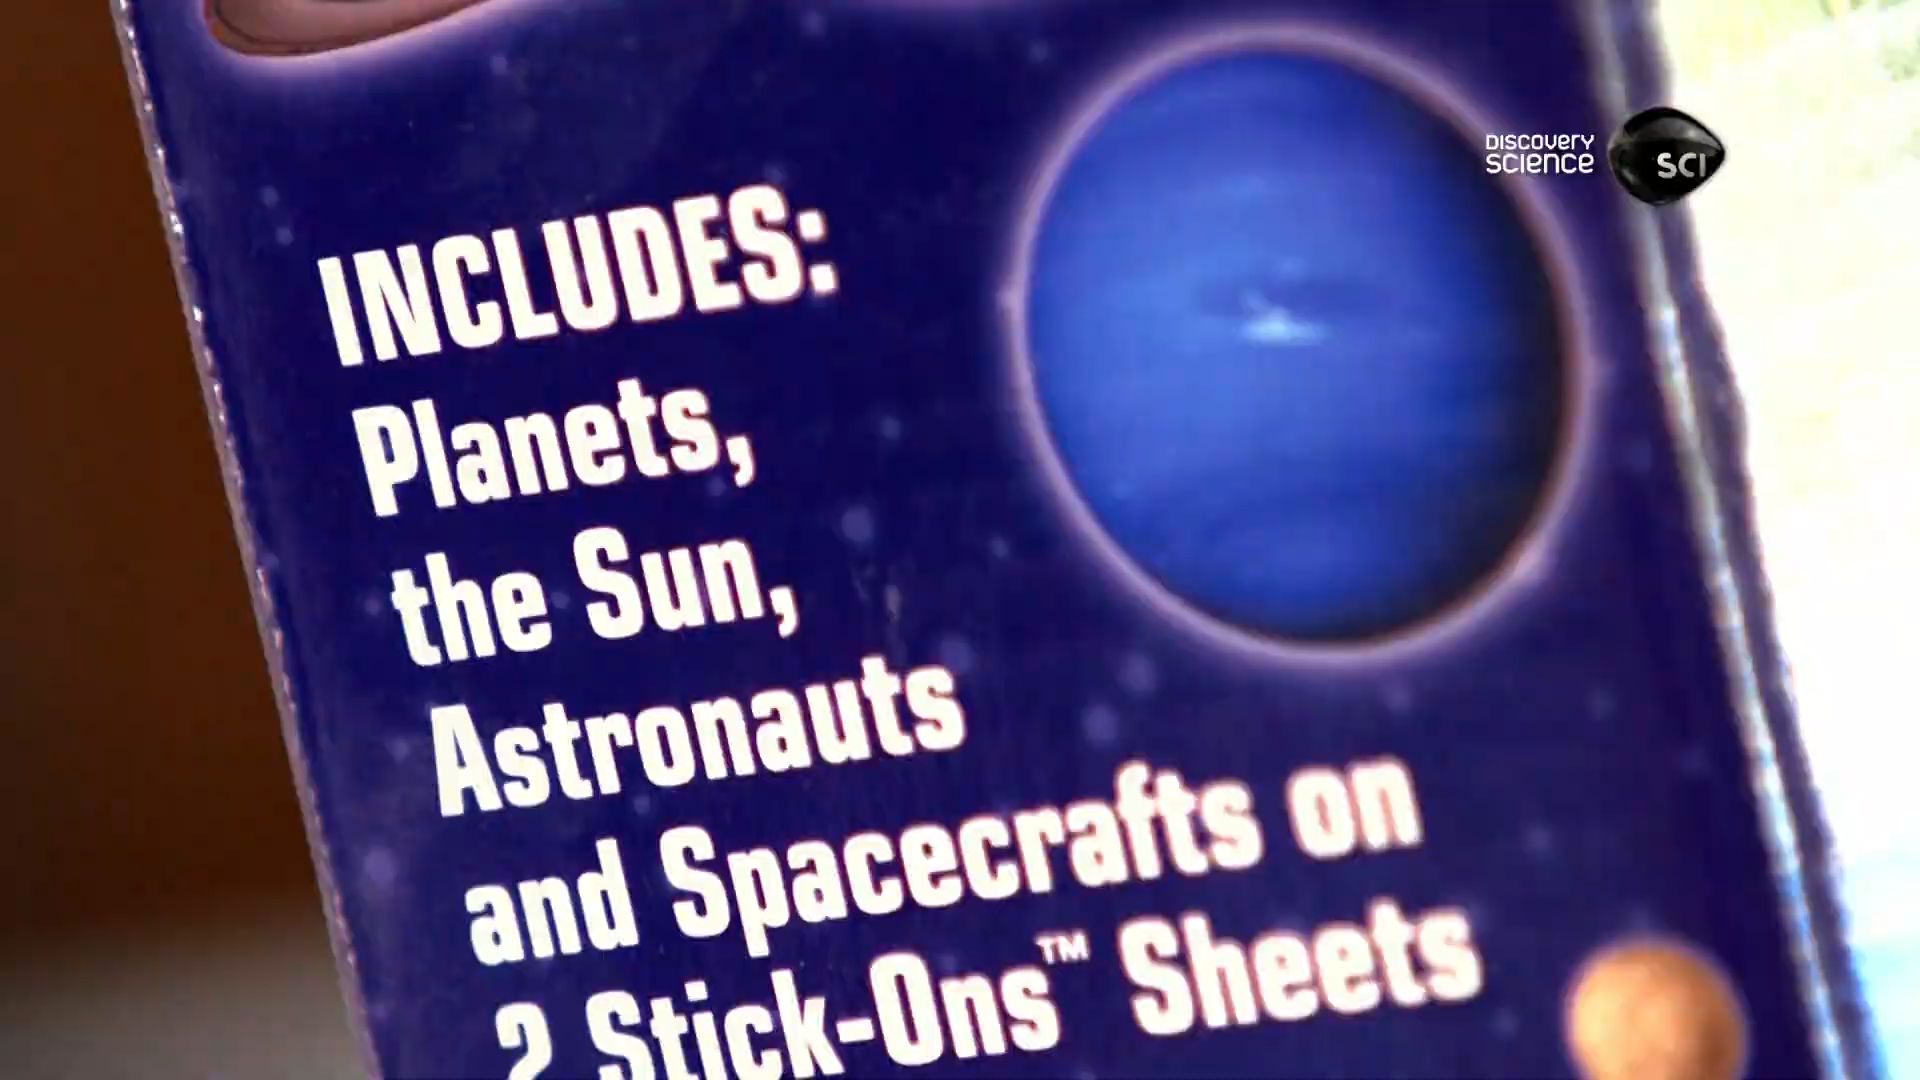 DISCOVERY
SCIENCE
SCI
INCLUDES:
Planets,
the Sun,
Astronauts
and Spacecrafts on
2 Stick-Ons™ Sheets